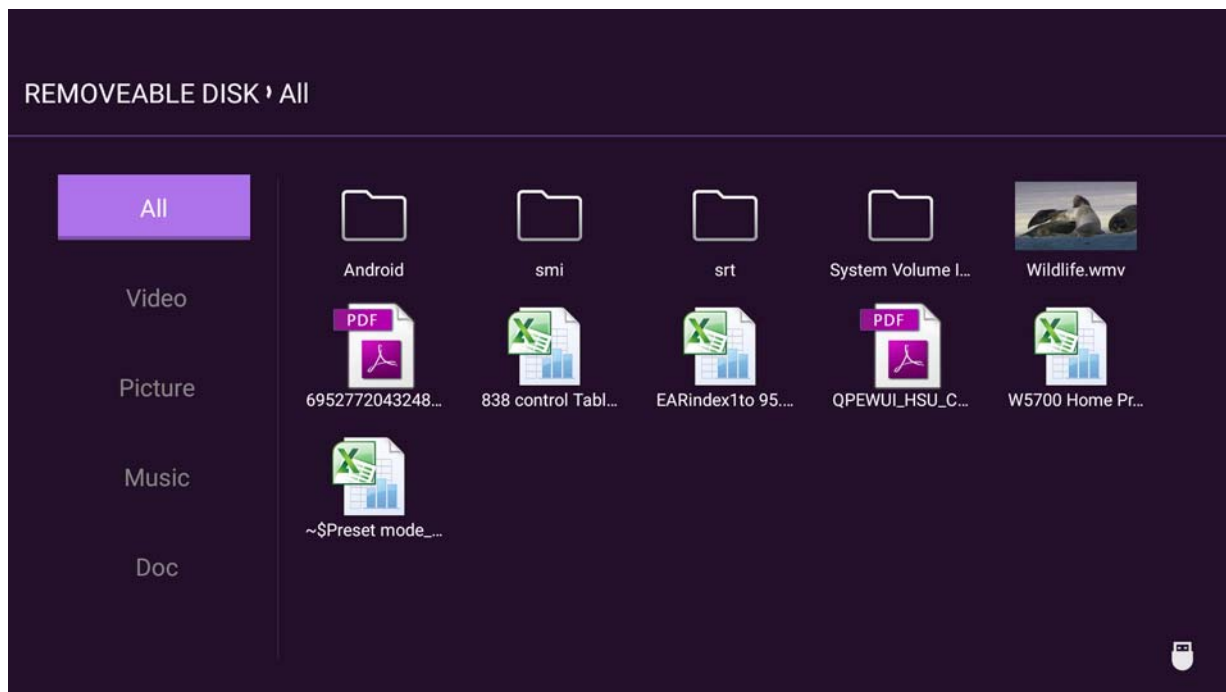 REMOVEABLE DISK › All
All
Video
Picture
Music
Doc
Android
smi
srt
System Volume I...
Wildlife.wmv
PDF
6952772043248...
838 control Tabl...
EARindex1to 95....
PDF
QPEWUI_HSU_C...
W5700 Home Pr...
~$Preset mode_...